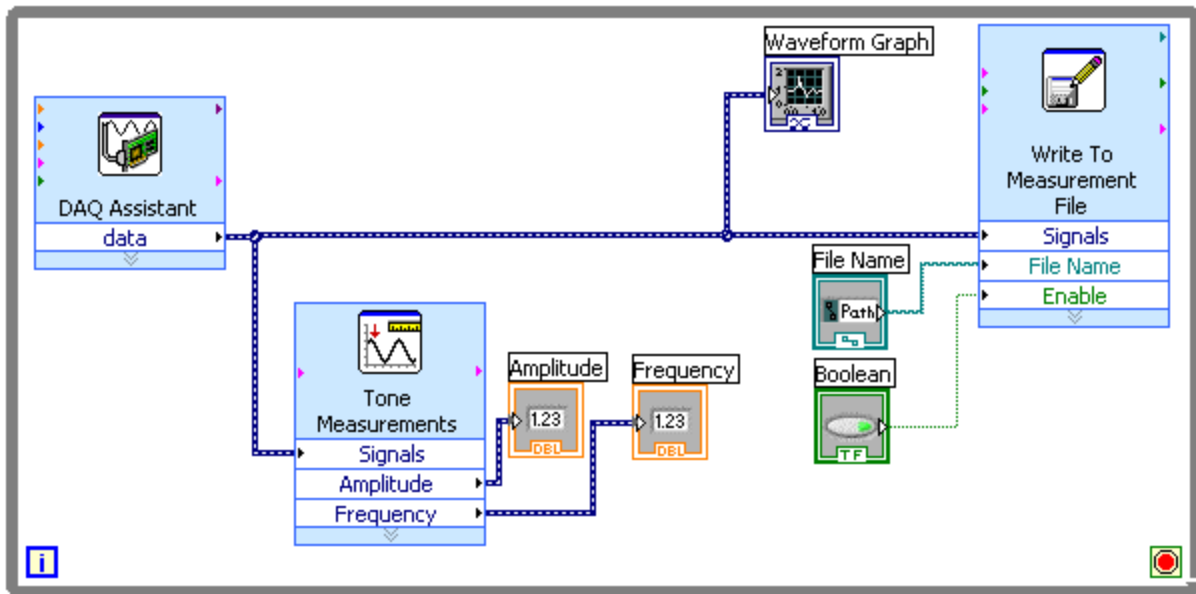 Waveform Graph
DAQ Assistant
data
Write To
Measurement
File
Signals
File Name
Enable
File Name
Path
Boolean
TF
Tone
Measurements
Signals
Amplitude
Frequency
Amplitude
1.23
DBL
Frequency
1.23
DBL
i